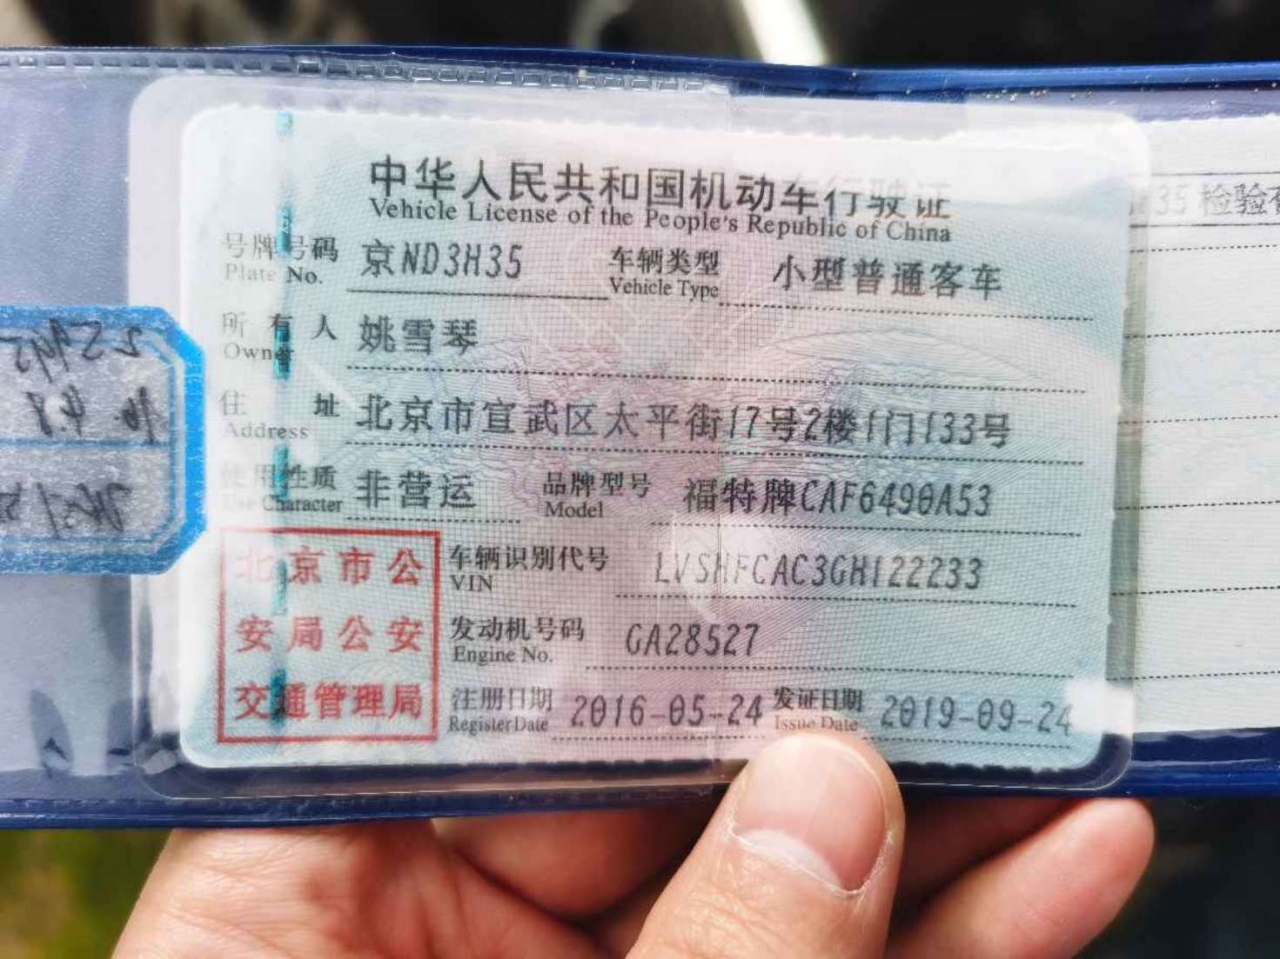 中华人民共和国机动车行驶证
Vehicle License of the People's Republic of China
号牌号码 京ND3H35 车辆类型 小型普通客车
Plate No. Vehicle Type
所有人 姚雪琴
Owner
住址 北京市宣武区太平街17号2楼1门133号
Address
使用性质 非营运 品牌型号 福特牌CAF6490A53
Use Character Model
北京市公安局公安交通管理局
车辆识别代号 LVSHFCAC3GH122233
VIN
发动机号码 GA28527
Engine No.
注册日期 2016-05-24 发证日期 2019-09-24
Register Date Issue Date
35 检验